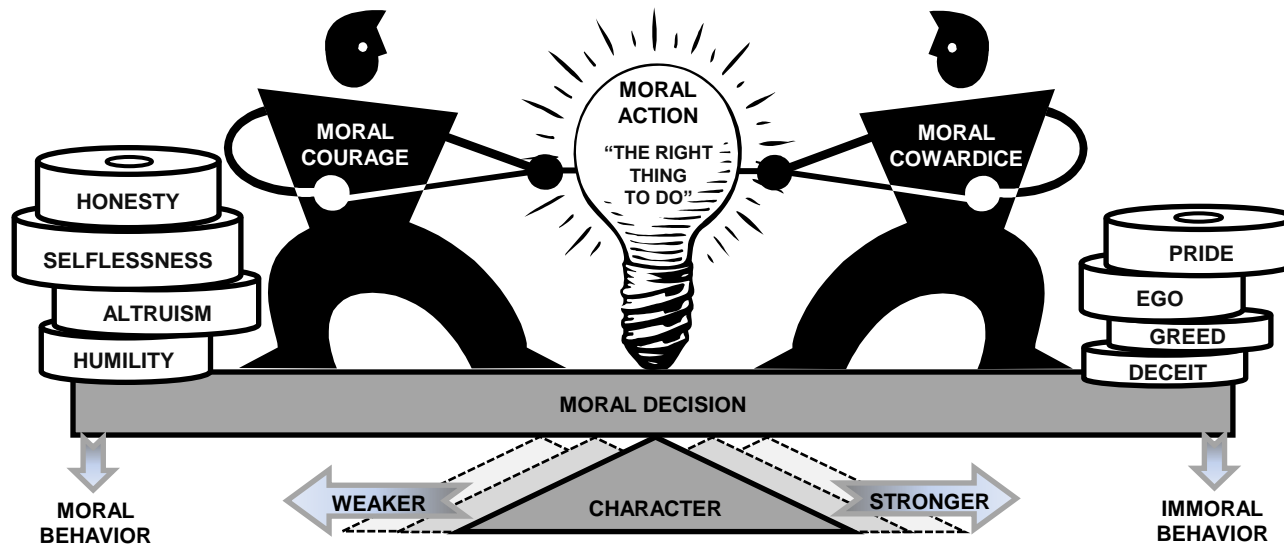 MORAL
COURAGE
MORAL
ACTION
“THE RIGHT
THING
TO DO”
MORAL
COWARDICE
HONESTY
SELFLESSNESS
ALTRUISM
HUMILITY
PRIDE
EGO
GREED
DECEIT
MORAL DECISION
WEAKER
CHARACTER
STRONGER
MORAL
BEHAVIOR
IMMORAL
BEHAVIOR